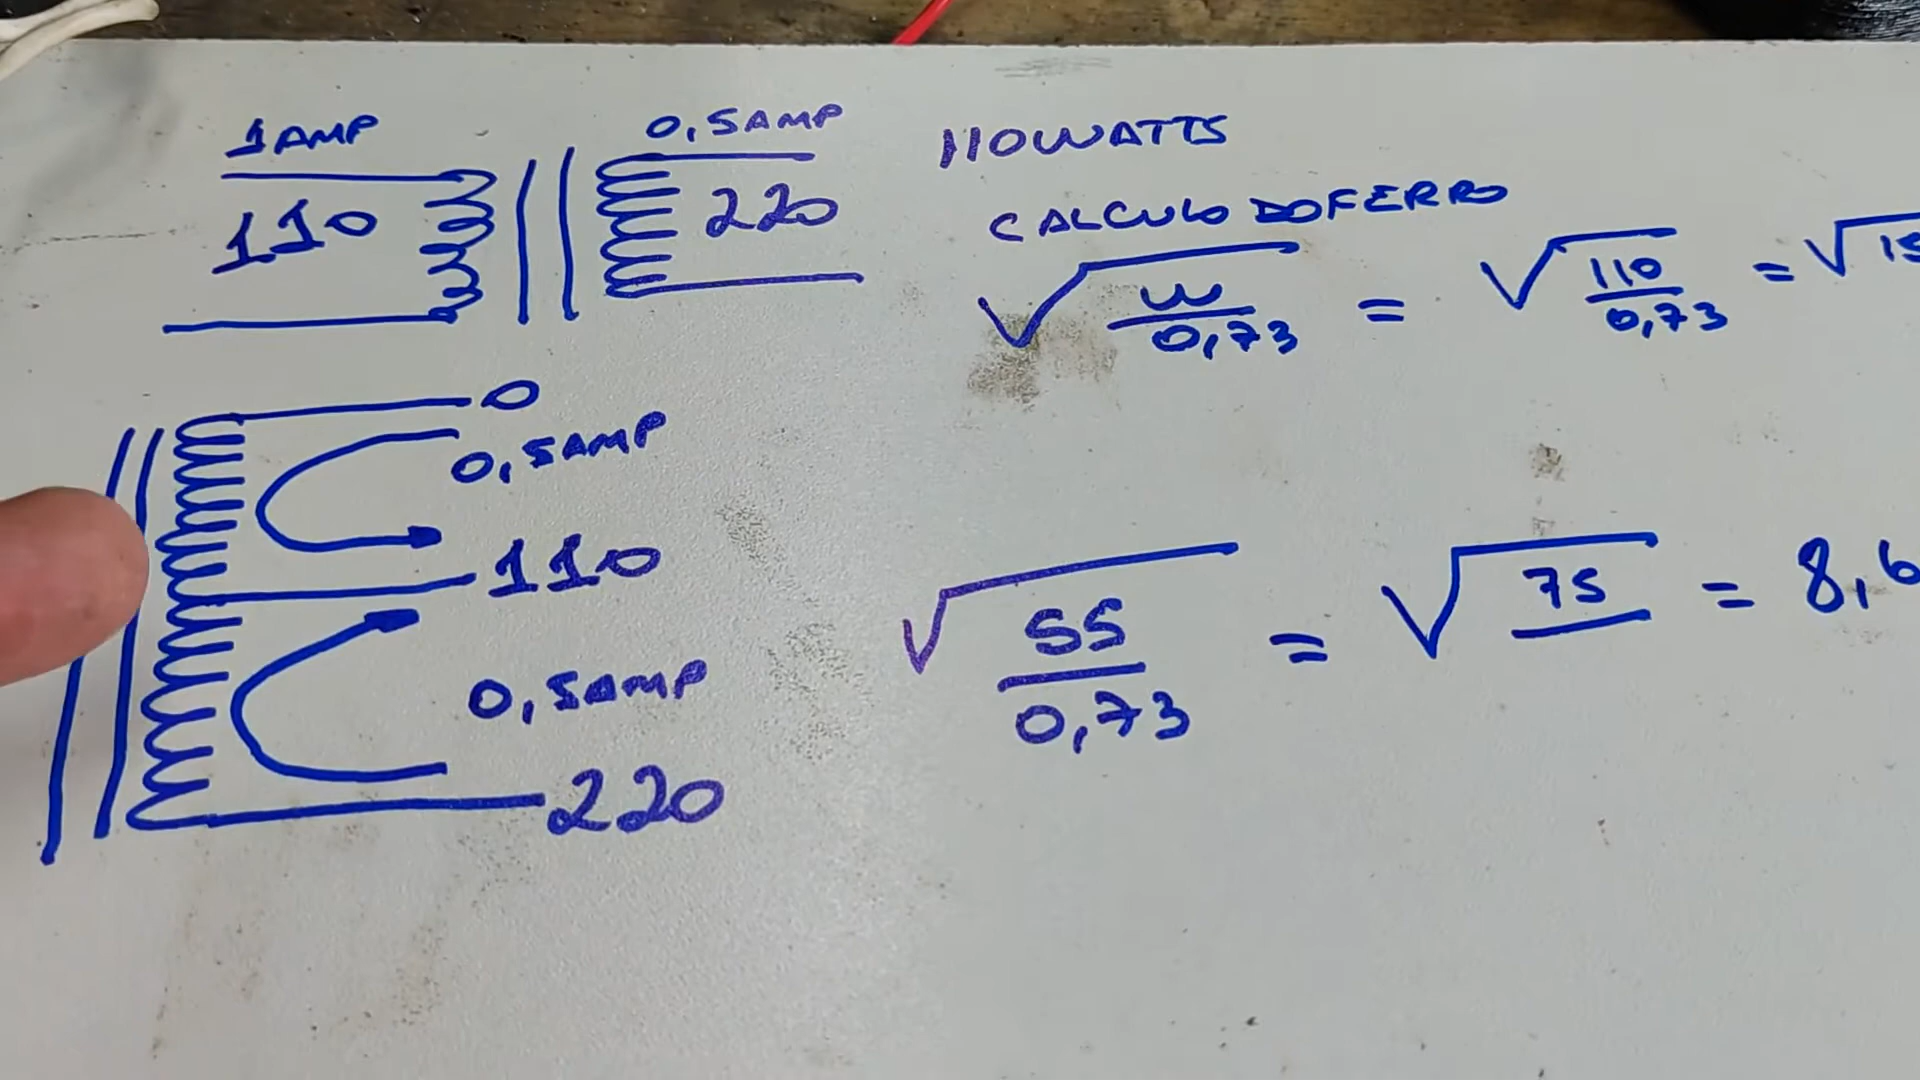 1AMP
110
0,5AMP
220
110WATTS
CALCULO DO FERRO
√ W/0,73 = √ 110/0,73 = √
0
0,5AMP
110
0,5AMP
220
√ 55/0,73 = √ 75 = 8,6